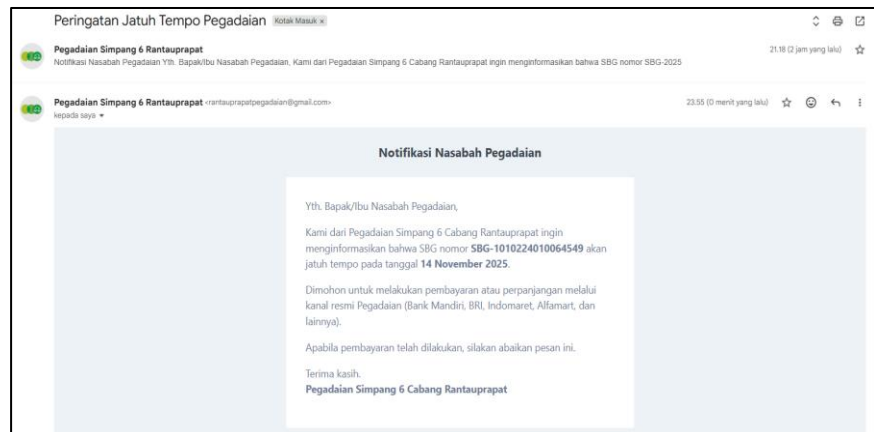 Peringatan Jatuh Tempo Pegadaian Kotak Masuk x
Pegadaian Simpang 6 Rantauprapat 21.18 (2 jam yang lalu)
Notifikasi Nasabah Pegadaian Yth. Bapak/Ibu Nasabah Pegadaian, Kami dari Pegadaian Simpang 6 Cabang Rantauprapat ingin menginformasikan bahwa SBG nomor SBG-2025
Pegadaian Simpang 6 Rantauprapat <rantauprapatpegadaian@gmail.com> 23.55 (0 menit yang lalu)
kepada saya
Notifikasi Nasabah Pegadaian
Yth. Bapak/Ibu Nasabah Pegadaian,
Kami dari Pegadaian Simpang 6 Cabang Rantauprapat ingin
menginformasikan bahwa SBG nomor SBG-1010224010064549 akan
jatuh tempo pada tanggal 14 November 2025.
Dimohon untuk melakukan pembayaran atau perpanjangan melalui
kanal resmi Pegadaian (Bank Mandiri, BRI, Indomaret, Alfamart, dan
lainnya).
Apabila pembayaran telah dilakukan, silakan abaikan pesan ini.
Terima kasih.
Pegadaian Simpang 6 Cabang Rantauprapat